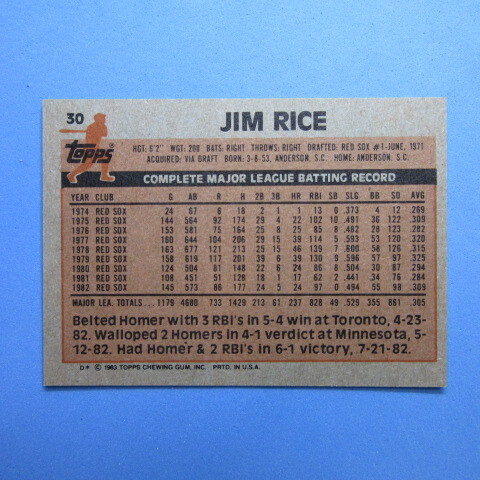 30
JIM RICE
topps
HGT: 6'2" WGT: 200 BATS: RIGHT THROWS: RIGHT DRAFTED: RED SOX #1-JUNE, 1971
ACQUIRED: VIA DRAFT BORN: 3-8-53, ANDERSON, S.C. HOME: ANDERSON, S.C.
COMPLETE MAJOR LEAGUE BATTING RECORD
YEAR CLUB G AB R H 2B 3B HR RBI SB SLG BB SO AVG
1974 RED SOX 24 67 6 18 2 1 1 13 0 .373 4 12 .269
1975 RED SOX 144 564 92 174 29 4 22 102 10 .491 36 122 .309
1976 RED SOX 153 581 75 164 25 8 25 85 8 .482 28 123 .282
1977 RED SOX 160 644 104 206 29 15 39 114 5 .593 53 120 .320
1978 RED SOX 163 677 121 213 25 15 46 139 7 .600 58 126 .315
1979 RED SOX 158 619 117 201 39 6 39 130 9 .596 57 97 .325
1980 RED SOX 124 504 81 148 22 6 24 86 8 .504 30 87 .294
1981 RED SOX 108 451 51 128 18 1 17 62 2 .441 34 76 .284
1982 RED SOX 145 573 86 177 24 5 24 97 0 .494 55 98 .309
MAJOR LEA. TOTALS..... 1179 4680 733 1429 213 61 237 828 49 .529 355 861 .305
Belted Homer with 3 RBI's in 5-4 win at Toronto, 4-23-
82. Walloped 2 Homers in 4-1 verdict at Minnesota, 5-
12-82. Had Homer & 2 RBI's in 6-1 victory, 7-21-82.
D* © 1983 TOPPS CHEWING GUM, INC. PRTD. IN U.S.A.